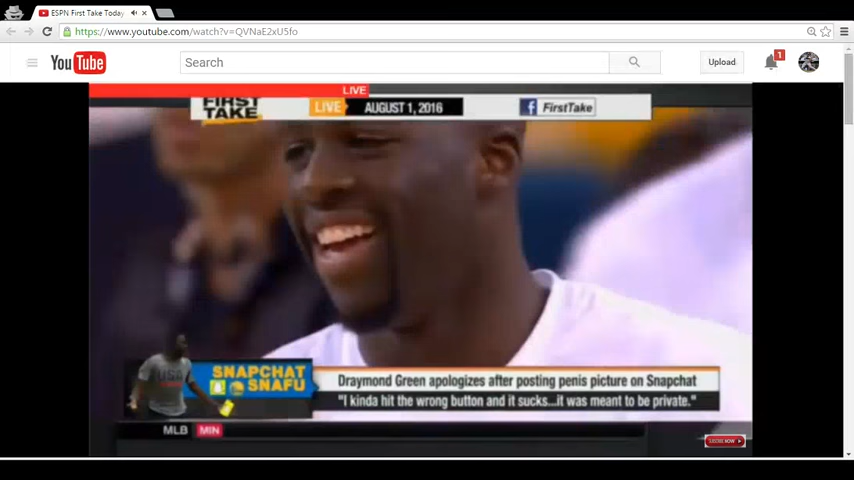 ESPN First Take Today
https://www.youtube.com/watch?v=QVNaE2xU5fo
YouTube
Search
Upload
1
LIVE
FIRST
TAKE
LIVE
AUGUST 1, 2016
f FirstTake
USA
SNAPCHAT
SNAFU
Draymond Green apologizes after posting penis picture on Snapchat
"I kinda hit the wrong button and it sucks...it was meant to be private."
MLB
MIN
SUBSCRIBE NOW